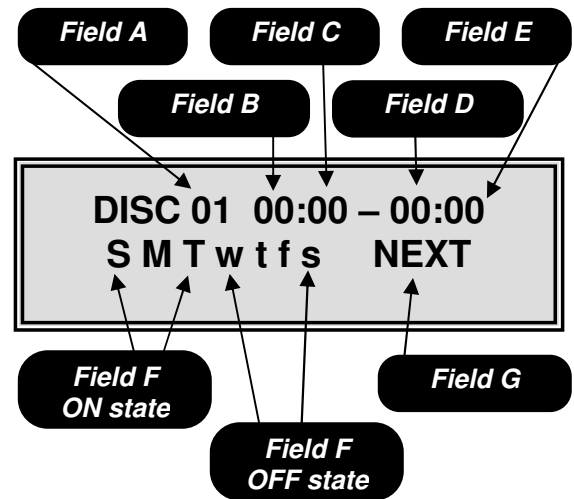 Field A
Field C
Field E
Field B
Field D
DISC 01 00:00 – 00:00
S M T w t f s NEXT
Field F
ON state
Field G
Field F
OFF state